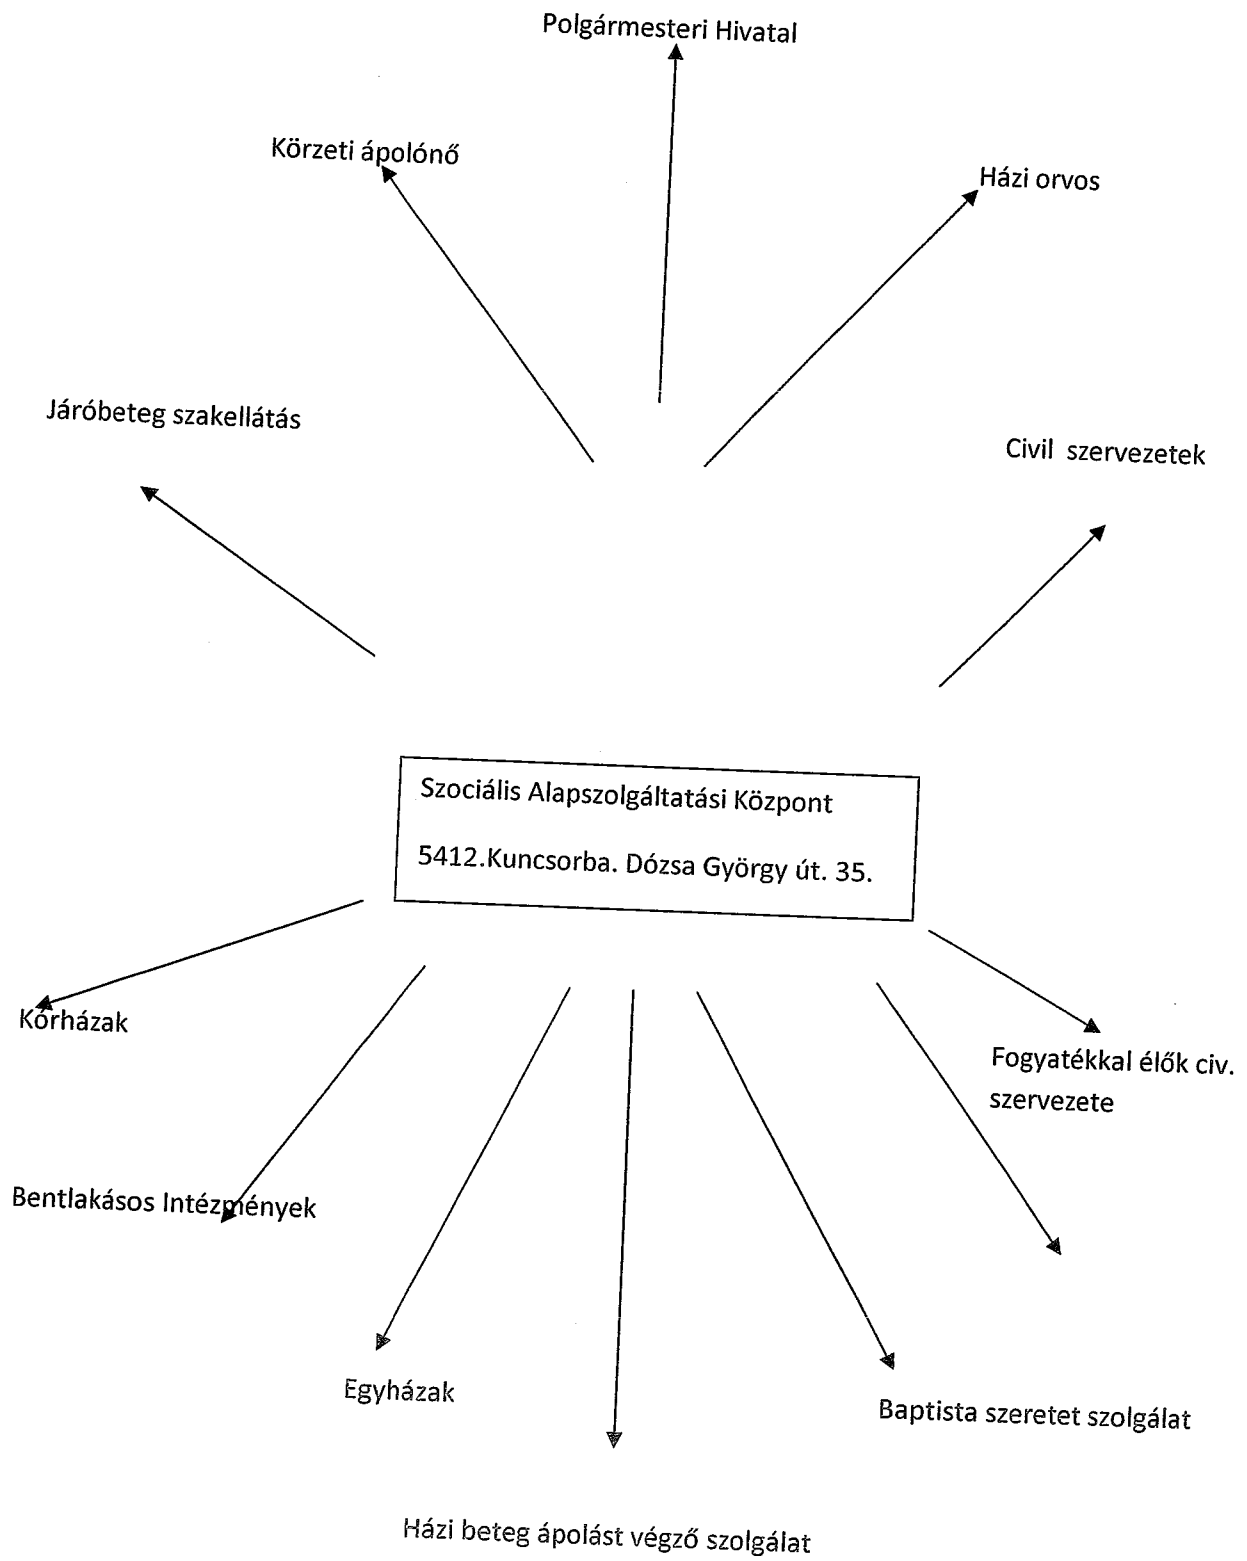 Polgármesteri Hivatal
Körzeti ápolónő
Házi orvos
Járóbeteg szakellátás
Civil szervezetek
Szociális Alapszolgáltatási Központ
5412.Kuncsorba. Dózsa György út. 35.
Kórházak
Fogyatékkal élők civ.
szervezete
Bentlakásos Intézmények
Egyházak
Baptista szeretet szolgálat
Házi beteg ápolást végző szolgálat